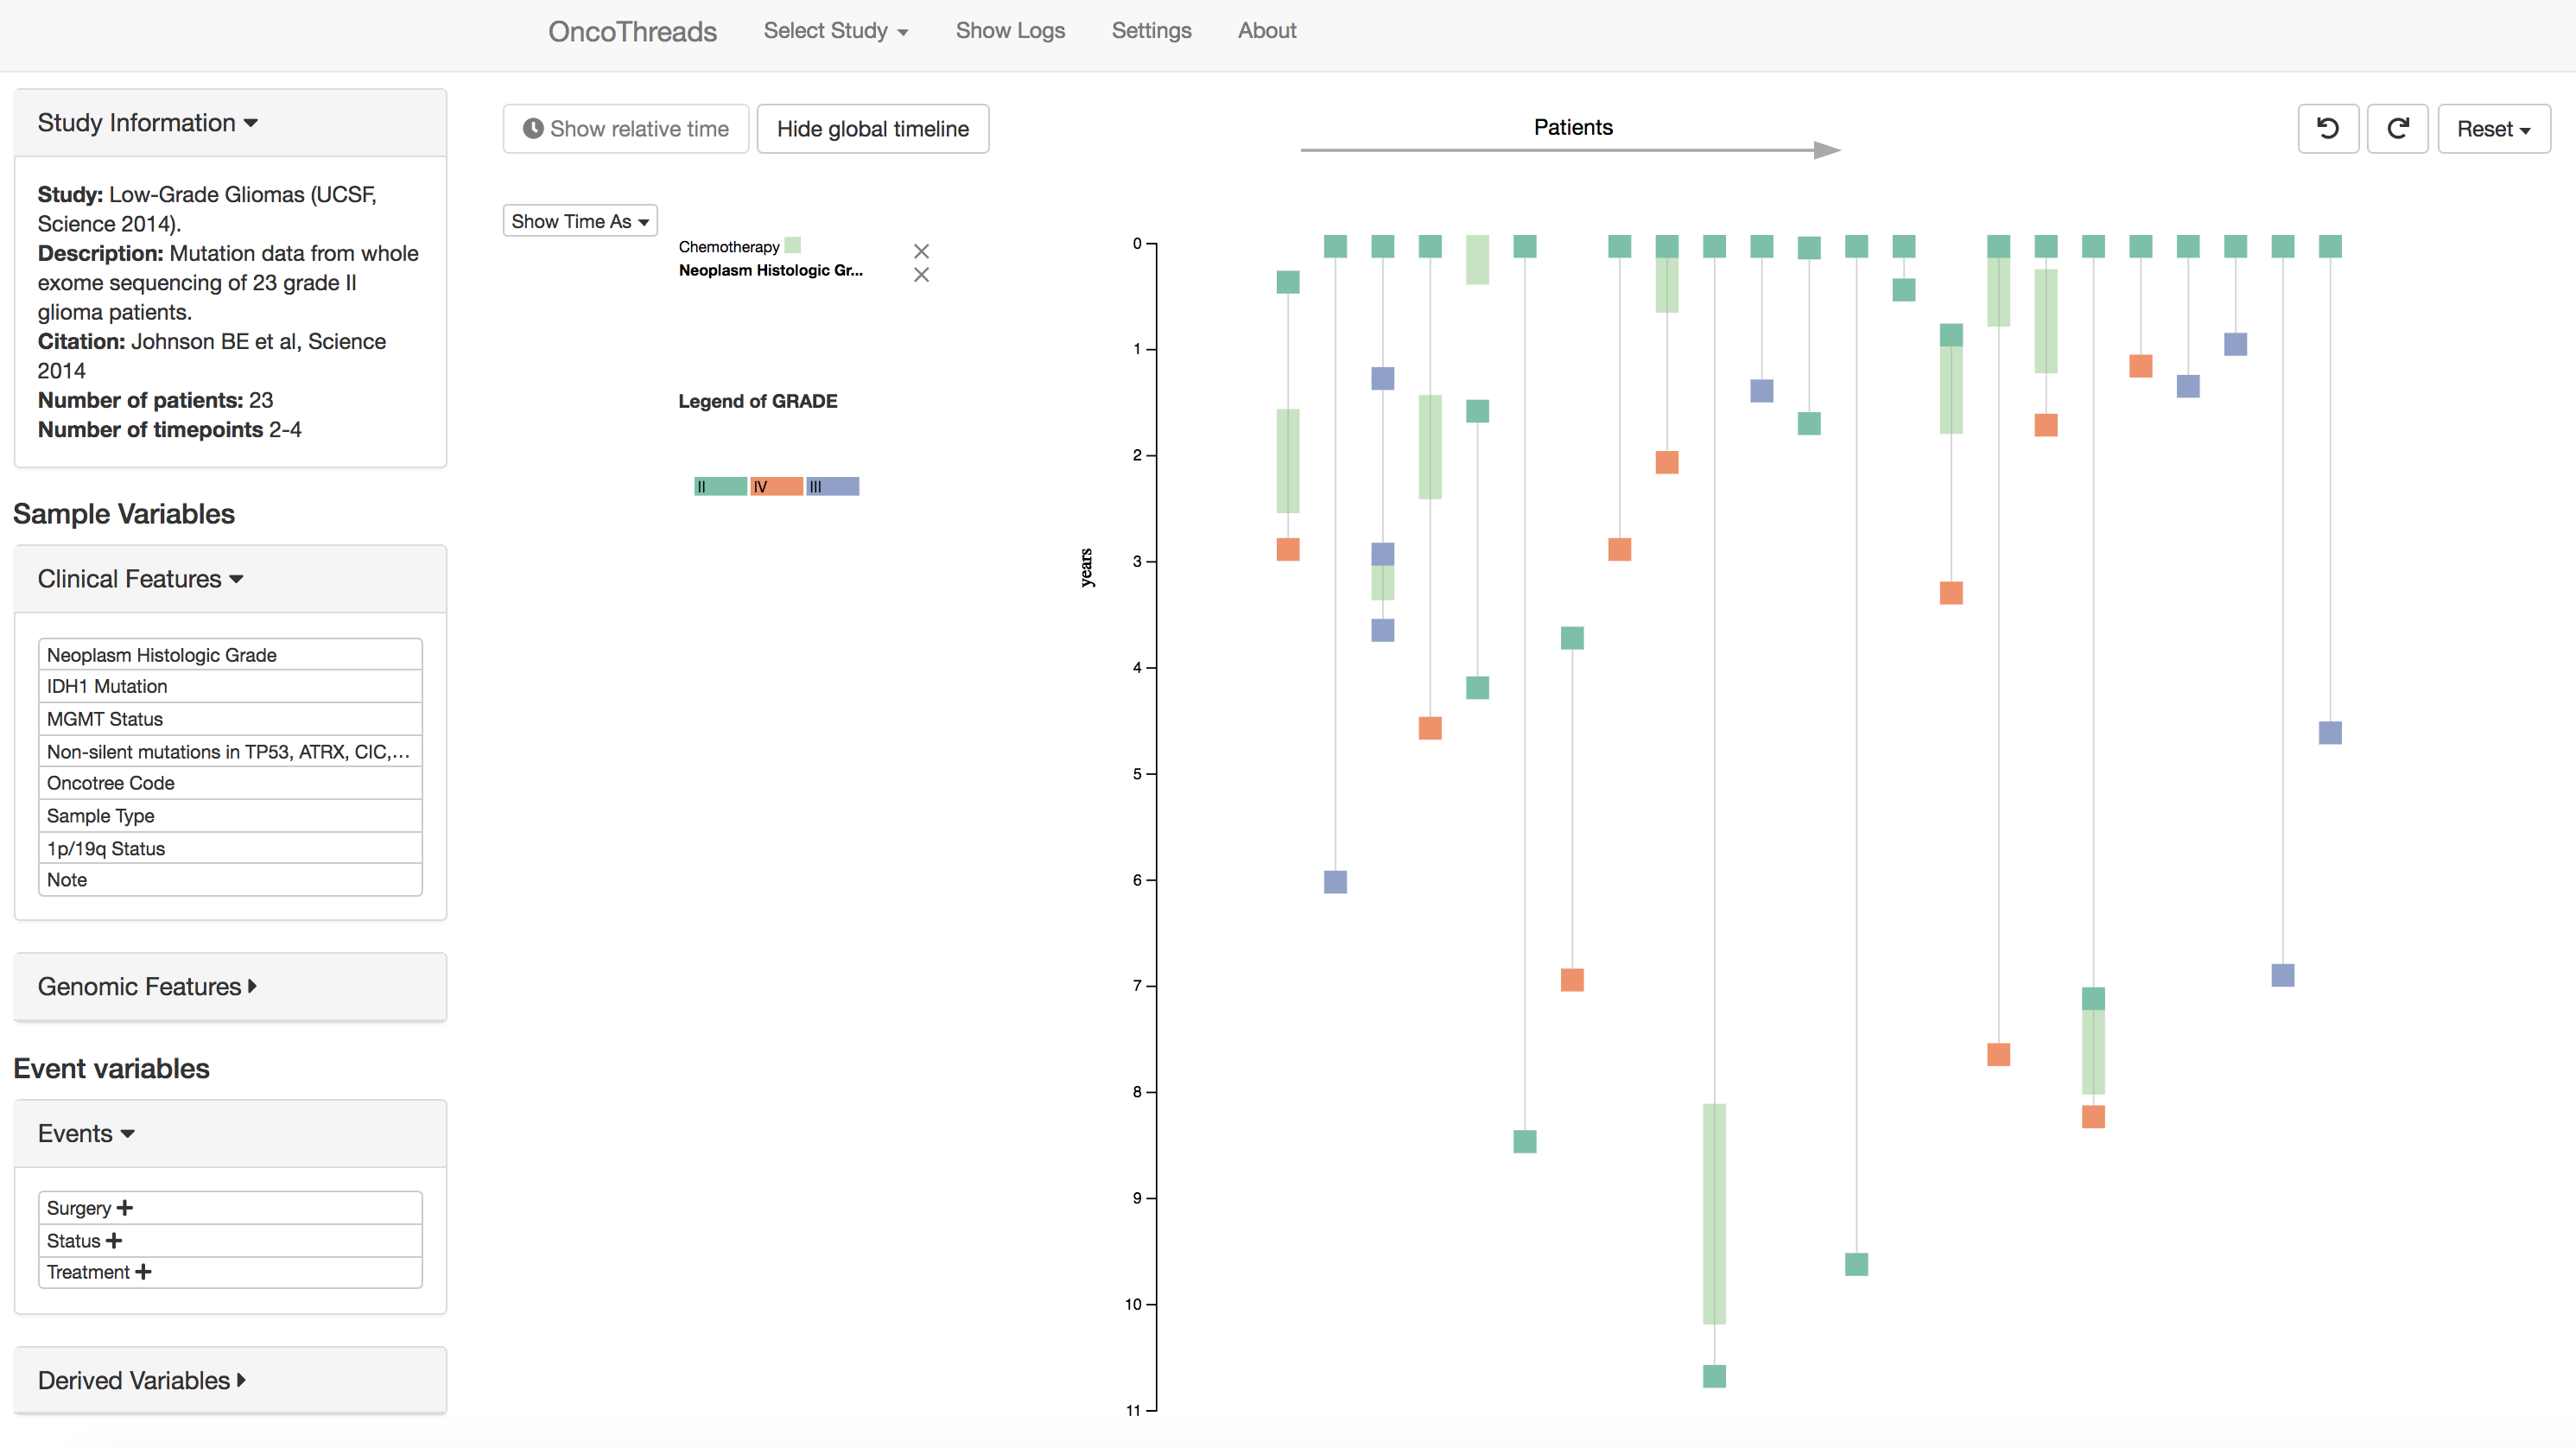 OncoThreads Select Study Show Logs Settings About
Study Information
Study: Low-Grade Gliomas (UCSF,
Science 2014).
Description: Mutation data from whole
exome sequencing of 23 grade II
glioma patients.
Citation: Johnson BE et al, Science
2014
Number of patients: 23
Number of timepoints 2-4
Sample Variables
Clinical Features
Neoplasm Histologic Grade
IDH1 Mutation
MGMT Status
Non-silent mutations in TP53, ATRX, CIC,...
Oncotree Code
Sample Type
1p/19q Status
Note
Genomic Features
Event variables
Events
Surgery
Status
Treatment
Derived Variables
Show relative time Hide global timeline
Patients
Reset
Show Time As
Chemotherapy
Neoplasm Histologic Gr...
Legend of GRADE
II IV III
years
0
1
2
3
4
5
6
7
8
9
10
11